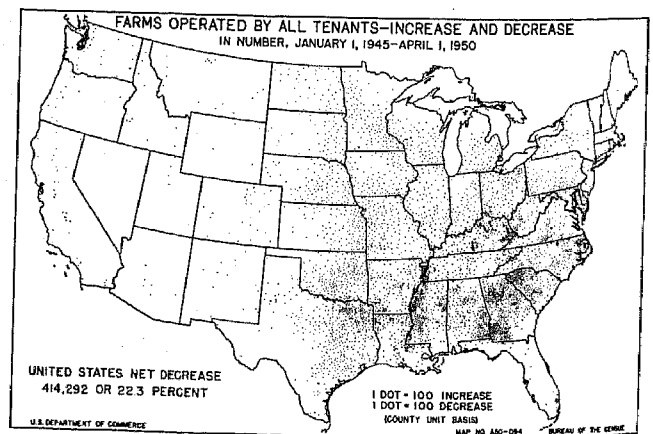 FARMS OPERATED BY ALL TENANTS—INCREASE AND DECREASE
IN NUMBER, JANUARY 1, 1945-APRIL 1, 1950
UNITED STATES NET DECREASE
414,292 OR 22.3 PERCENT
1 DOT = 100 INCREASE
1 DOT = 100 DECREASE
(COUNTY UNIT BASIS)
U.S. DEPARTMENT OF COMMERCE
MAP NO. A50-094
BUREAU OF THE CENSUS